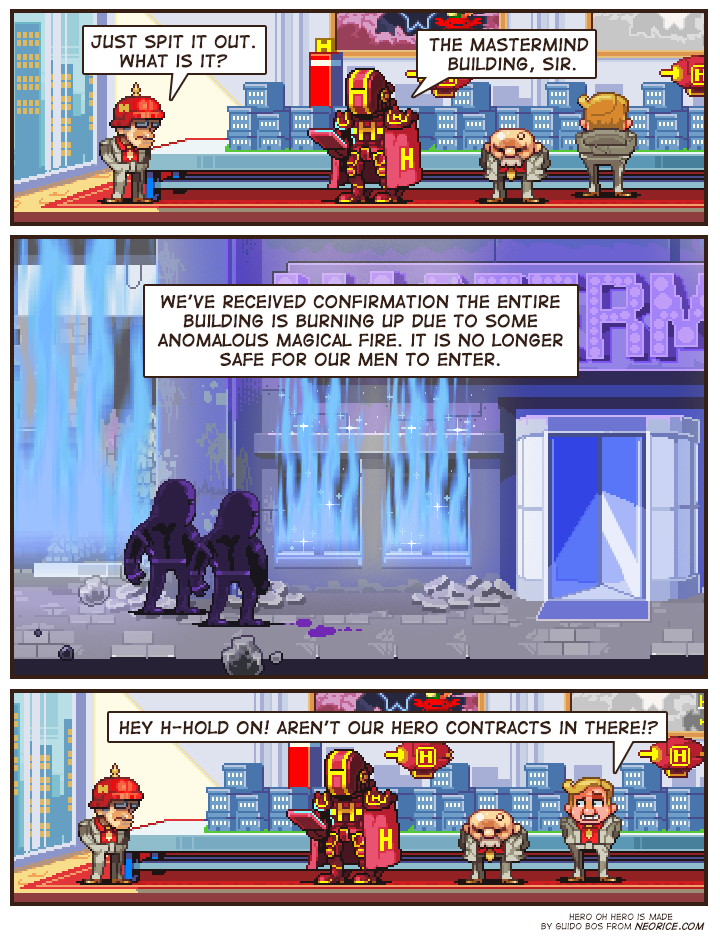 JUST SPIT IT OUT.
WHAT IS IT?
H
THE MASTERMIND
BUILDING, SIR.
H
H
H
H
WE'VE RECEIVED CONFIRMATION THE ENTIRE
BUILDING IS BURNING UP DUE TO SOME
ANOMALOUS MAGICAL FIRE. IT IS NO LONGER
SAFE FOR OUR MEN TO ENTER.
HEY H-HOLD ON! AREN'T OUR HERO CONTRACTS IN THERE!?
H
H
H
H
H
HERO OH HERO IS MADE
BY GUIDO BOS FROM NEORICE.COM